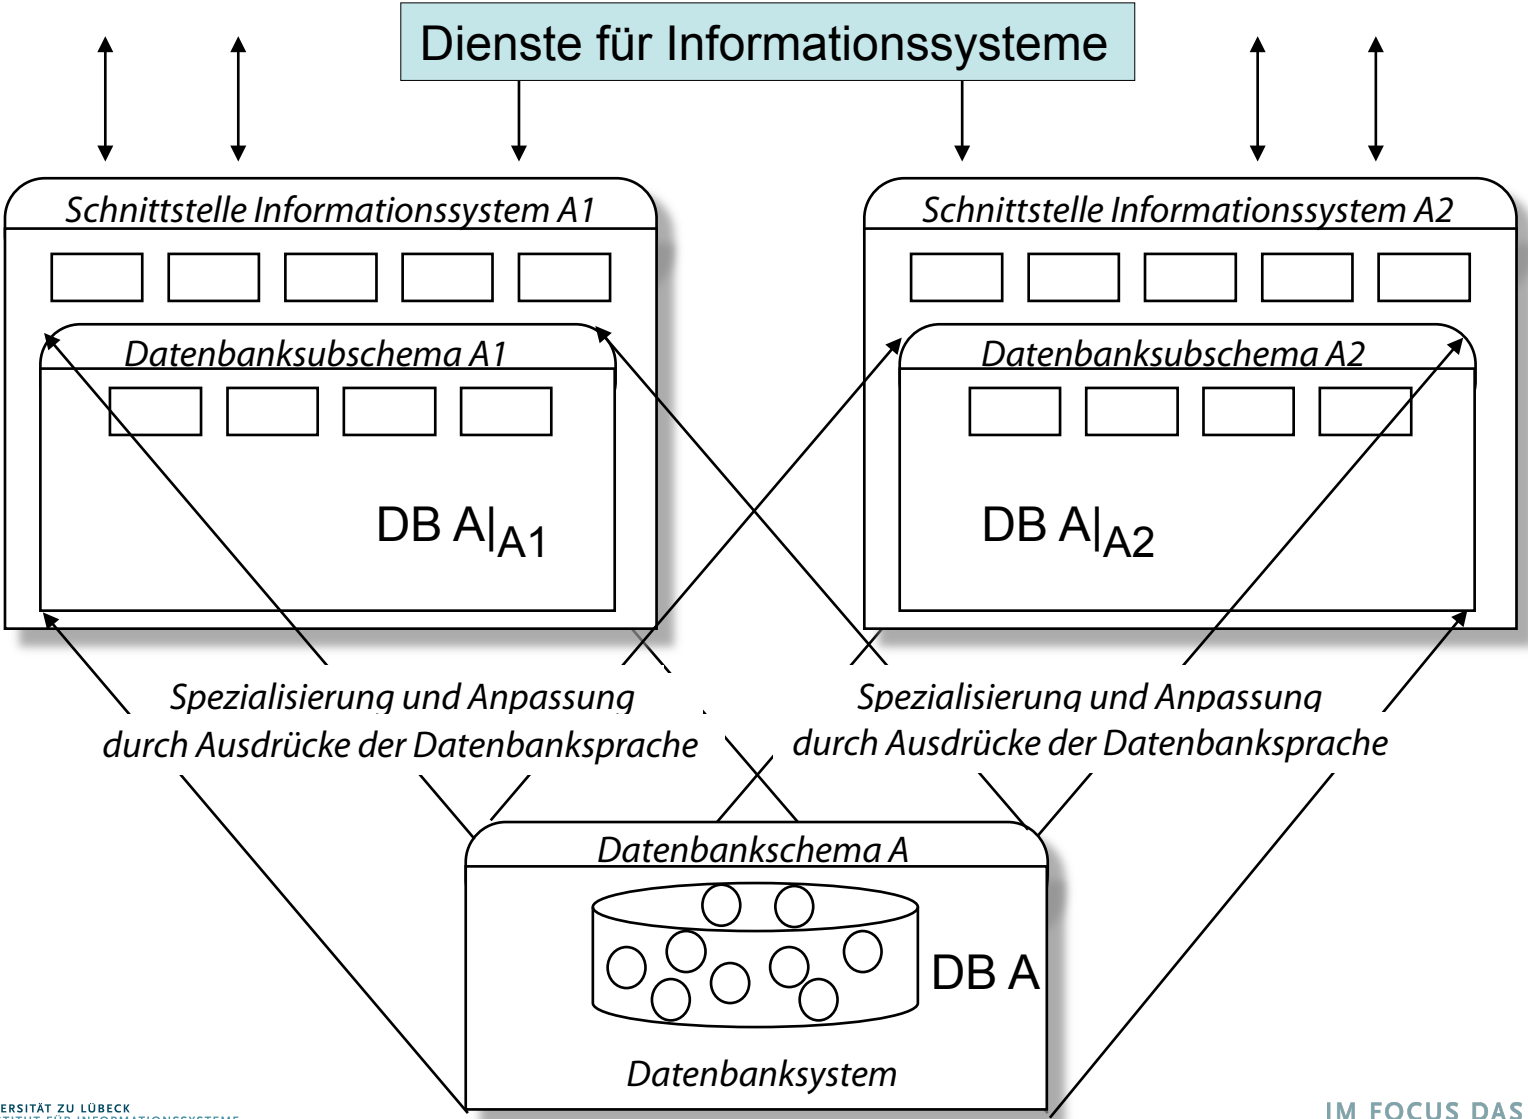 Dienste für Informationssysteme
Schnittstelle Informationssystem A1
Schnittstelle Informationssystem A2
Datenbanksubschema A1
Datenbanksubschema A2
DB A|A1
DB A|A2
Spezialisierung und Anpassung
durch Ausdrücke der Datenbanksprache
Spezialisierung und Anpassung
durch Ausdrücke der Datenbanksprache
Datenbankschema A
DB A
Datenbanksystem
ERSITÄT ZU LÜBECK
IM FOCUS DAS